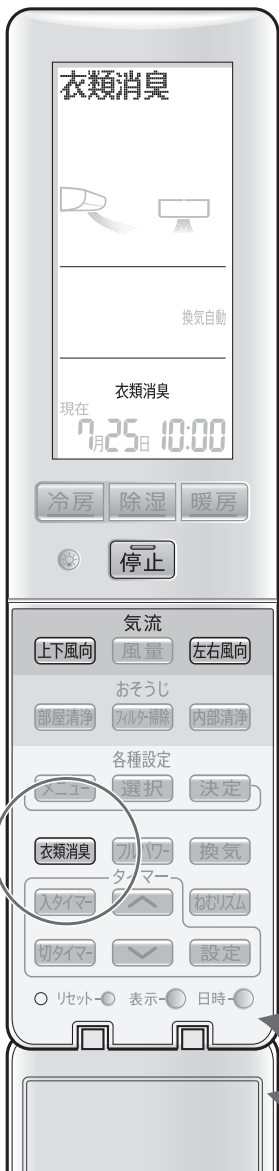 衣類消臭
換気自動
衣類消臭
現在
7月25日 10:00
冷房 除湿 暖房
停止
気流
上下風向 風量 左右風向
おそうじ
部屋清浄 フィルター掃除 内部清浄
各種設定
メニュー 選択 決定
衣類消臭 フルパワー 換気
タイマー
入タイマー ねむリズム
切タイマー 設定
リセット 表示 日時